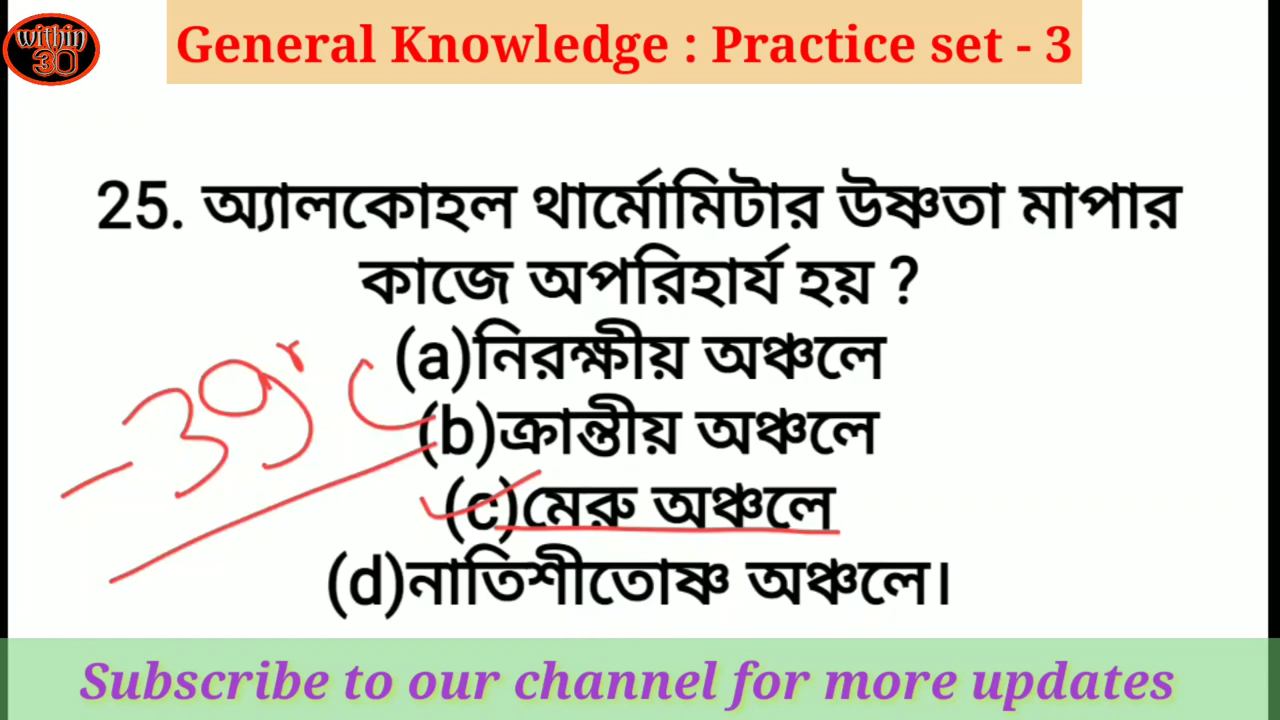 within
30
General Knowledge : Practice set - 3
25. অ্যালকোহল থার্মোমিটার উষ্ণতা মাপার
কাজে অপরিহার্য হয় ?
(a)নিরক্ষীয় অঞ্চলে
(b)ক্রান্তীয় অঞ্চলে
(c)মেরু অঞ্চলে
(d)নাতিশীতোষ্ণ অঞ্চলে।
-39° C
Subscribe to our channel for more updates